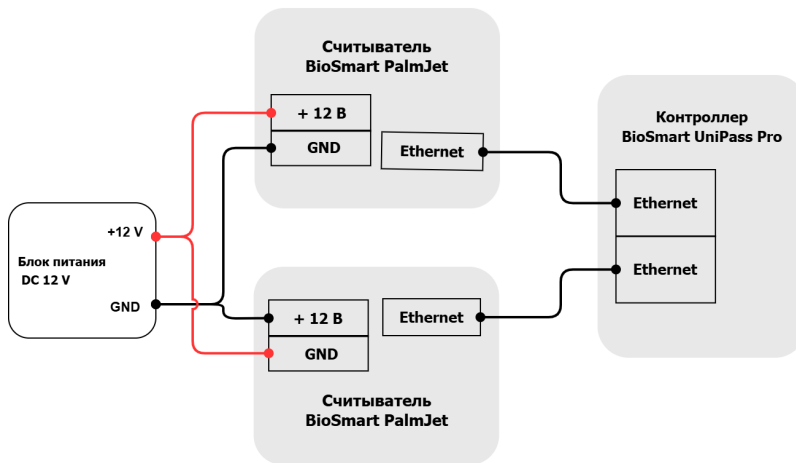 Считыватель
BioSmart PalmJet
+ 12 В
GND
Ethernet
Контроллер
BioSmart UniPass Pro
Ethernet
Ethernet
+12 V
Блок питания
DC 12 V
GND
+ 12 В
GND
Ethernet
Считыватель
BioSmart PalmJet